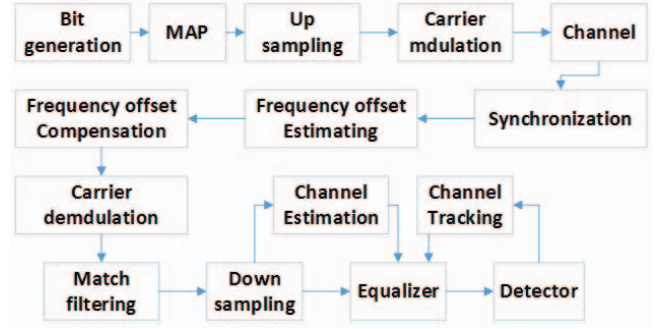 Bit
generation
MAP
Up
sampling
Carrier
mdulation
Channel
Frequency offset
Compensation
Frequency offset
Estimating
Synchronization
Carrier
demdulation
Channel
Estimation
Channel
Tracking
Match
filtering
Down
sampling
Equalizer
Detector